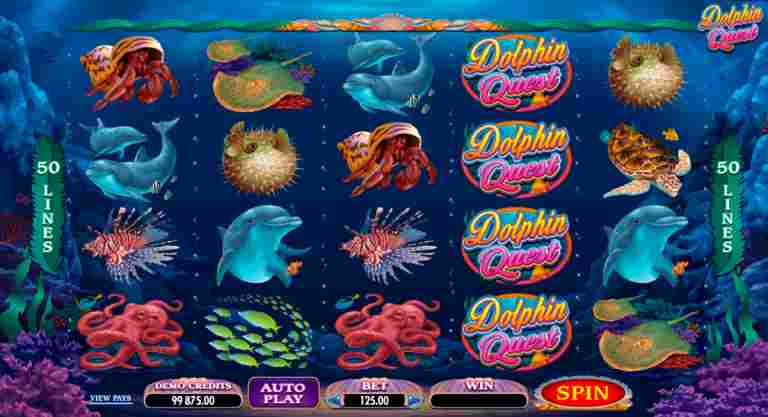 Dolphin
Quest
Dolphin
Quest
Dolphin
Quest
Dolphin
Quest
Dolphin
Quest
50
LINES
50
LINES
VIEW PAYS
DEMO CREDITS
99 875.00
AUTO
PLAY
BET
125.00
WIN
SPIN